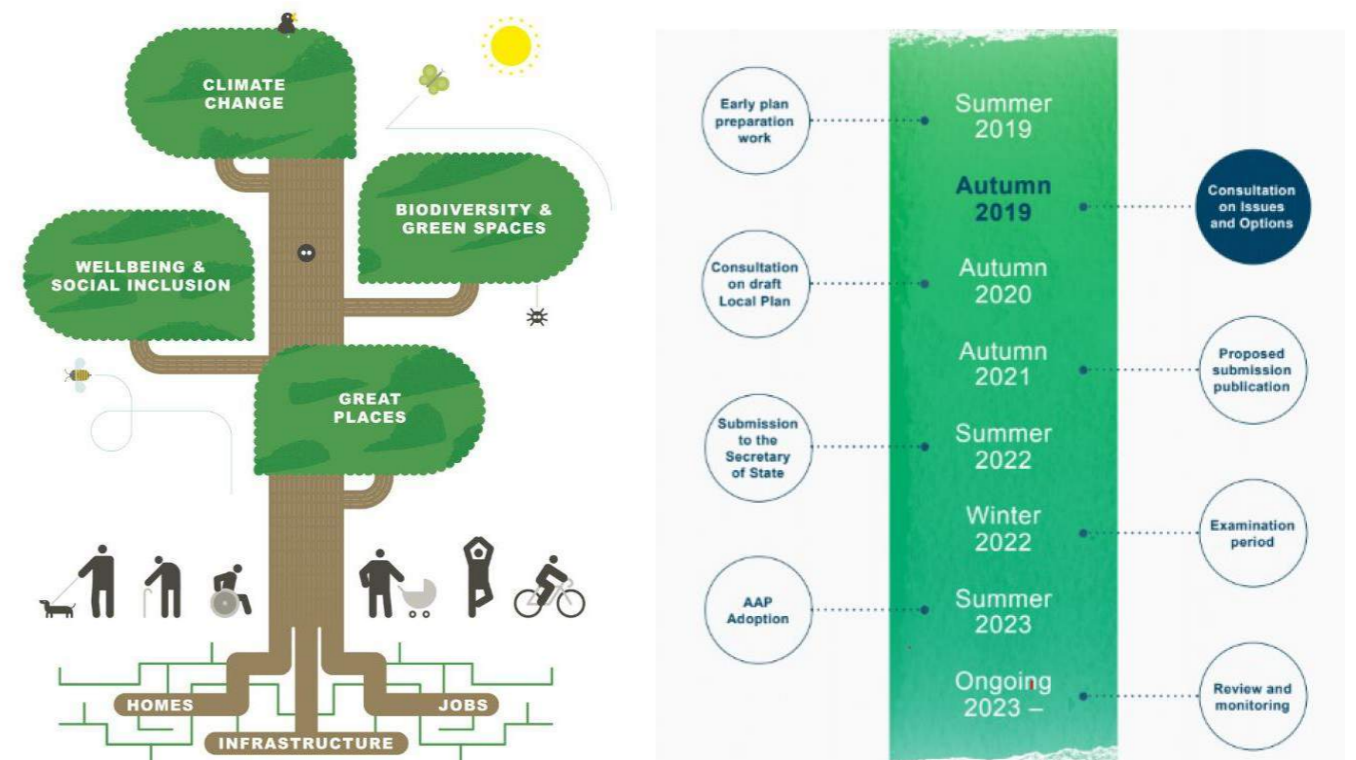 CLIMATE
CHANGE
BIODIVERSITY &
GREEN SPACES
WELLBEING &
SOCIAL INCLUSION
GREAT
PLACES
HOMES
JOBS
INFRASTRUCTURE
Early plan
preparation
work
Summer
2019
Autumn
2019
Consultation
on Issues
and Options
Consultation
on draft
Local Plan
Autumn
2020
Autumn
2021
Proposed
submission
publication
Submission
to the
Secretary
of State
Summer
2022
Winter
2022
Examination
period
AAP
Adoption
Summer
2023
Ongoing
2023 –
Review and
monitoring